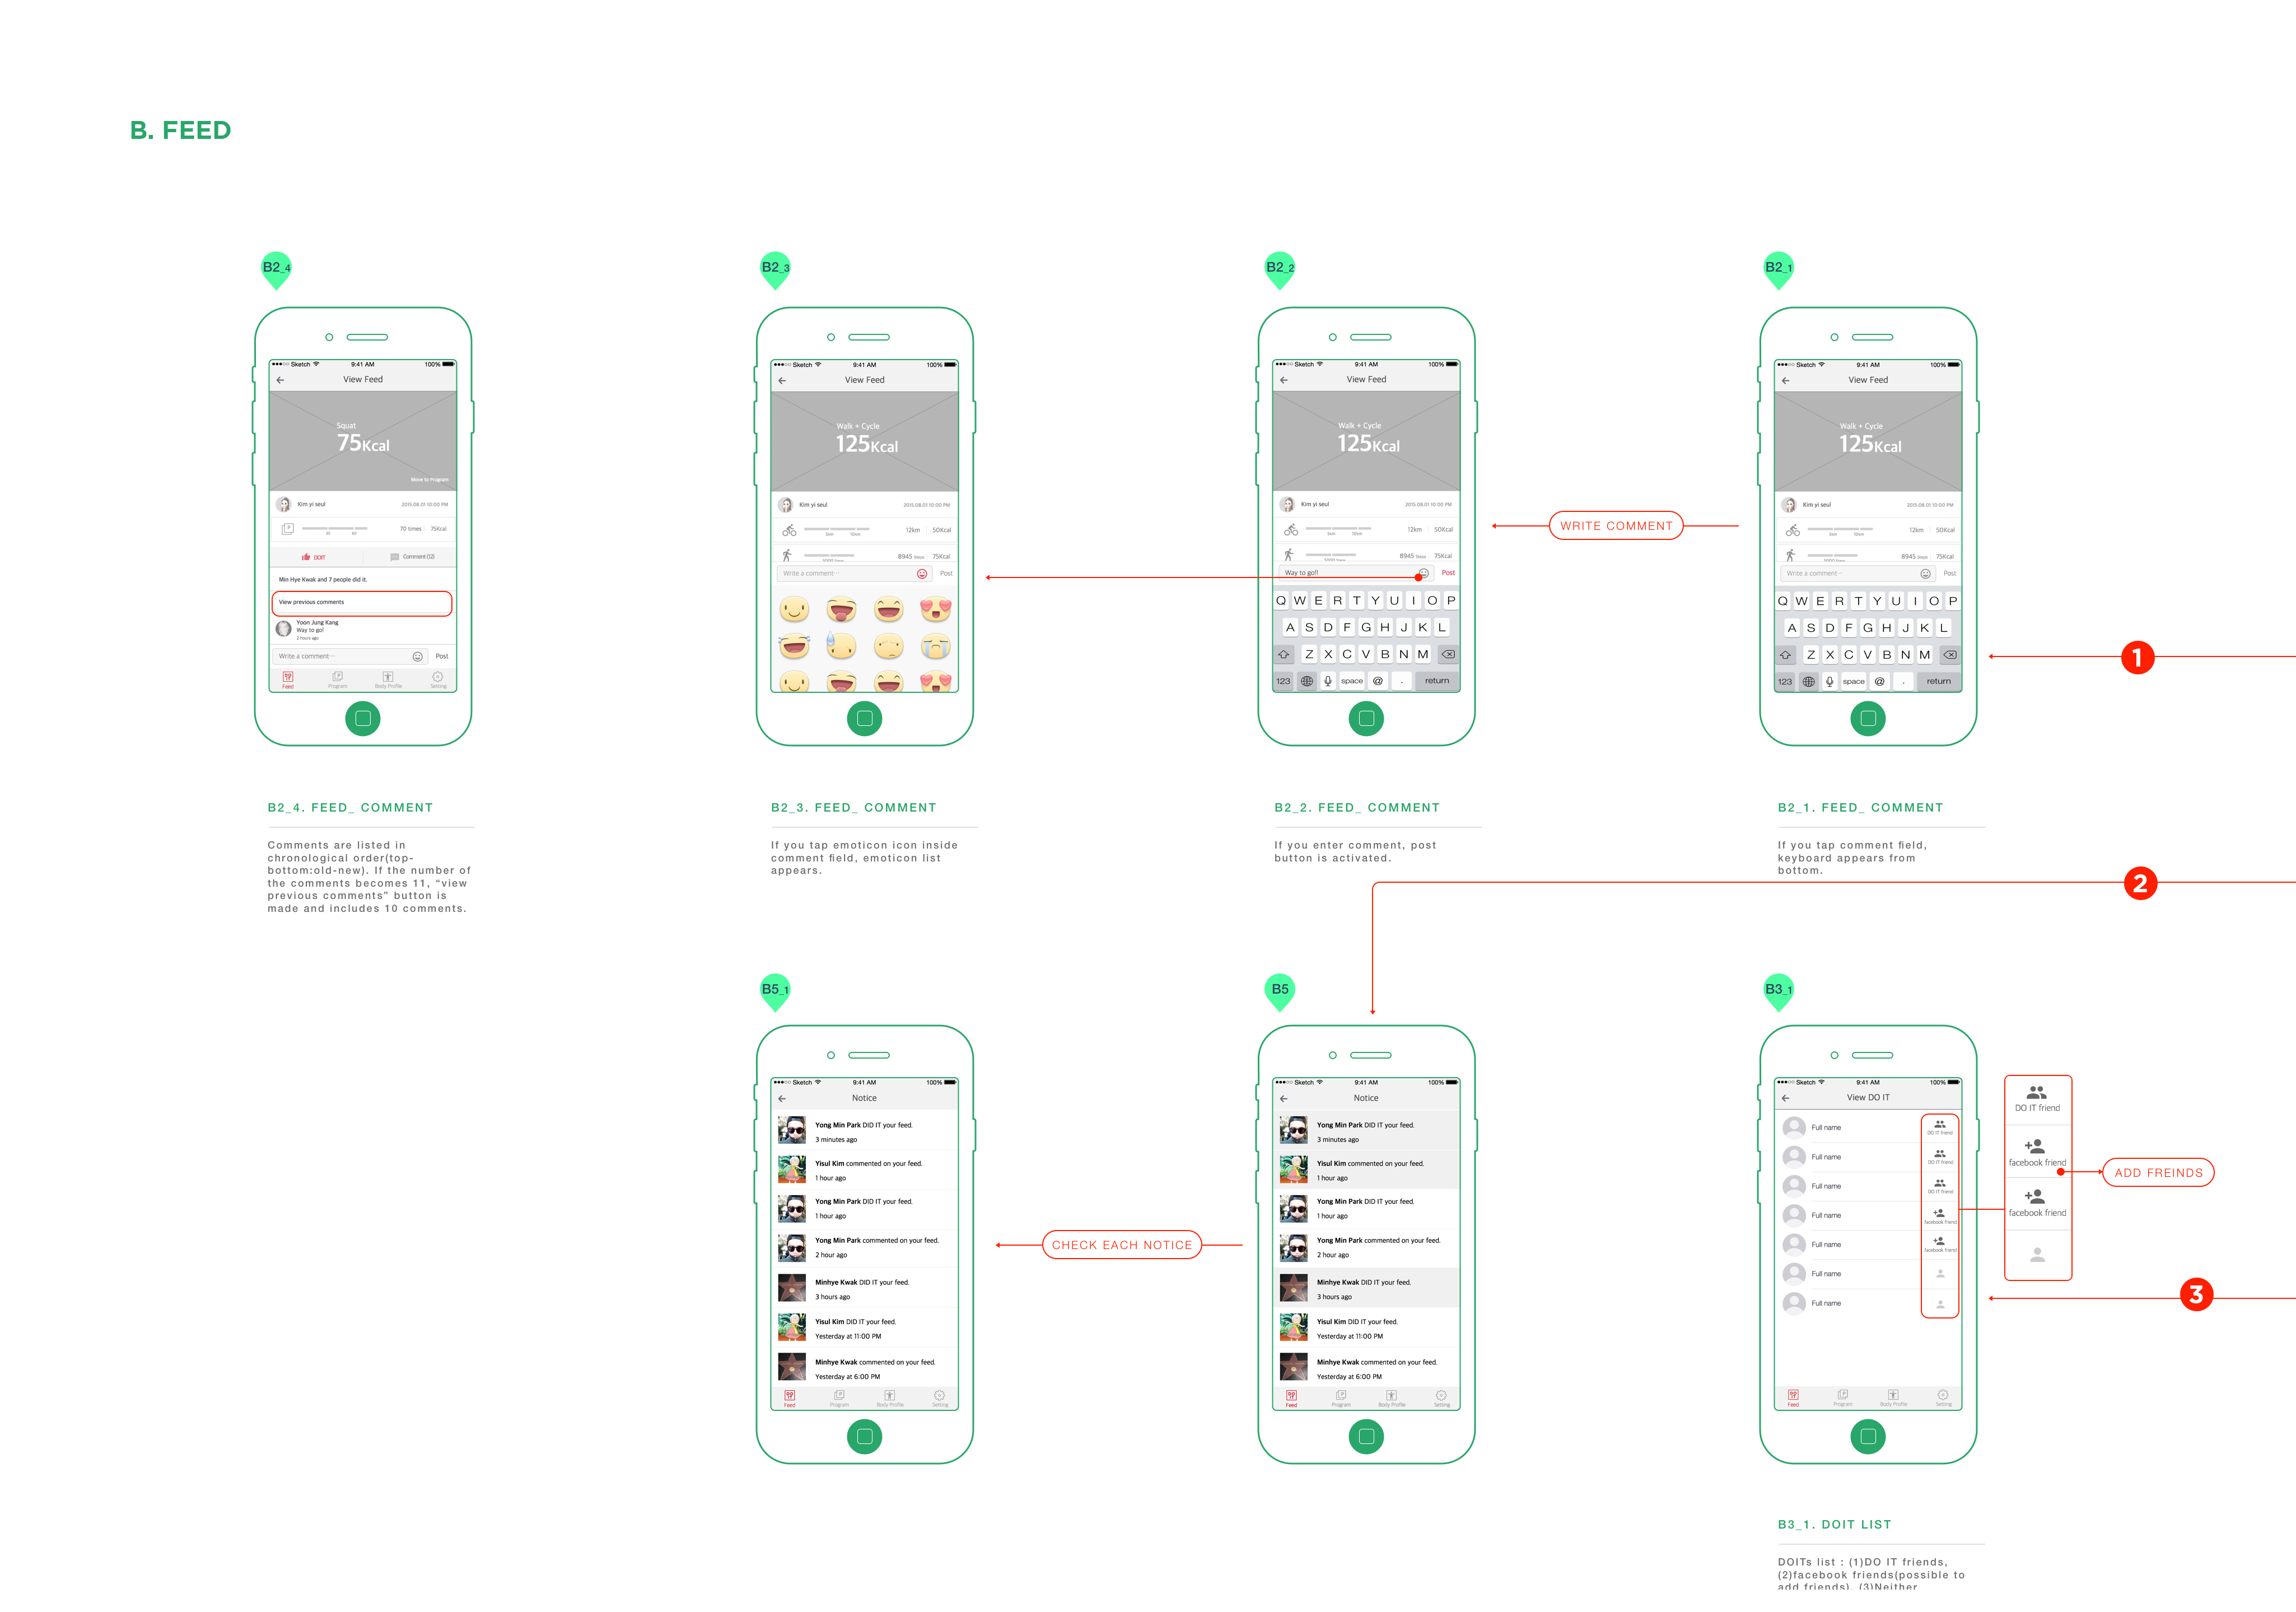 B. FEED
B2_4
●●●○○ Sketch 9:41 AM 100%
View Feed
Squat
75Kcal
Move to Program
Kim yi seul 2015.08.01 10:00 PM
P 70 times 75Kcal
DOIT Comment (12)
Min Hye Kwak and 7 people did it.
View previous comments
Yoon Jung Kang
Way to go!
2 hours ago
Write a comment··· Post
Feed Program Body Profile Setting
B2_4. FEED_ COMMENT
Comments are listed in
chronological order(top-
bottom:old-new). If the number of
the comments becomes 11, “view
previous comments” button is
made and includes 10 comments.
B2_3
●●●○○ Sketch 9:41 AM 100%
View Feed
Walk + Cycle
125Kcal
Kim yi seul 2015.08.01 10:00 PM
12km 50Kcal
5km 10km
8945 Steps 75Kcal
Write a comment··· Post
B2_3. FEED_ COMMENT
If you tap emoticon icon inside
comment field, emoticon list
appears.
B2_2
●●●○○ Sketch 9:41 AM 100%
View Feed
Walk + Cycle
125Kcal
Kim yi seul 2015.08.01 10:00 PM
12km 50Kcal
5km 10km
8945 Steps 75Kcal
Way to go!! Post
Q W E R T Y U I O P
A S D F G H J K L
Z X C V B N M
123 space @ . return
B2_2. FEED_ COMMENT
If you enter comment, post
button is activated.
WRITE COMMENT
B2_1
●●●○○ Sketch 9:41 AM 100%
View Feed
Walk + Cycle
125Kcal
Kim yi seul 2015.08.01 10:00 PM
12km 50Kcal
5km 10km
8945 Steps 75Kcal
Write a comment··· Post
Q W E R T Y U I O P
A S D F G H J K L
Z X C V B N M
123 space @ . return
B2_1. FEED_ COMMENT
If you tap comment field,
keyboard appears from
bottom.
1
2
B5_1
●●●○○ Sketch 9:41 AM 100%
Notice
Yong Min Park DID IT your feed.
3 minutes ago
Yisul Kim commented on your feed.
1 hour ago
Yong Min Park DID IT your feed.
1 hour ago
Yong Min Park commented on your feed.
2 hour ago
Minhye Kwak DID IT your feed.
3 hours ago
Yisul Kim DID IT your feed.
Yesterday at 11:00 PM
Minhye Kwak commented on your feed.
Yesterday at 6:00 PM
Feed Program Body Profile Setting
CHECK EACH NOTICE
B5
●●●○○ Sketch 9:41 AM 100%
Notice
Yong Min Park DID IT your feed.
3 minutes ago
Yisul Kim commented on your feed.
1 hour ago
Yong Min Park DID IT your feed.
1 hour ago
Yong Min Park commented on your feed.
2 hour ago
Minhye Kwak DID IT your feed.
3 hours ago
Yisul Kim DID IT your feed.
Yesterday at 11:00 PM
Minhye Kwak commented on your feed.
Yesterday at 6:00 PM
Feed Program Body Profile Setting
B3_1
●●●○○ Sketch 9:41 AM 100%
View DO IT
Full name DO IT friend
Full name DO IT friend
Full name DO IT friend
Full name facebook friend
Full name facebook friend
Full name
Full name
Feed Program Body Profile Setting
DO IT friend
facebook friend
facebook friend
ADD FREINDS
3
B3_1. DOIT LIST
DOITs list : (1)DO IT friends,
(2)facebook friends(possible to
add friends), (3)Neither